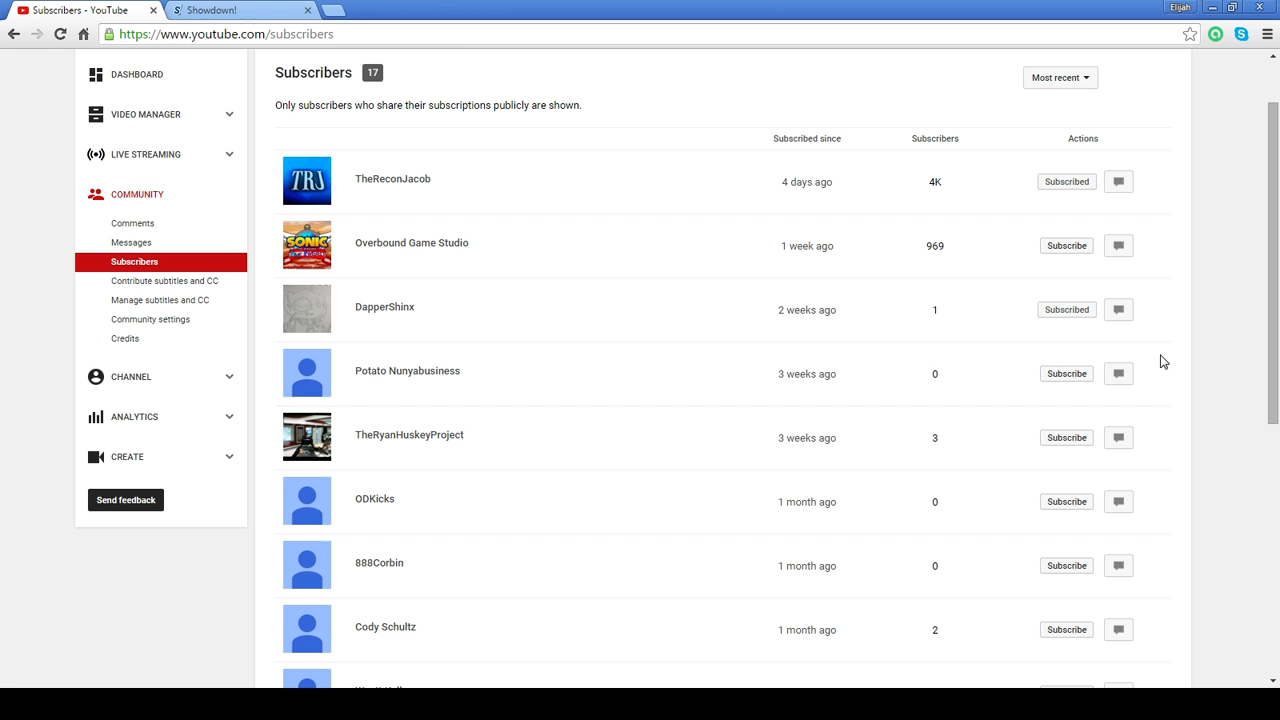 Subscribers - YouTube
Showdown!
Elijah
https://www.youtube.com/subscribers
DASHBOARD
VIDEO MANAGER
LIVE STREAMING
COMMUNITY
Comments
Messages
Subscribers
Contribute subtitles and CC
Manage subtitles and CC
Community settings
Credits
CHANNEL
ANALYTICS
CREATE
Send feedback
Subscribers 17
Most recent
Only subscribers who share their subscriptions publicly are shown.
Subscribed since Subscribers Actions
TRJ TheReconJacob 4 days ago 4K Subscribed
SONIC Overbound Game Studio 1 week ago 969 Subscribe
DapperShinx 2 weeks ago 1 Subscribed
Potato Nunyabusiness 3 weeks ago 0 Subscribe
TheRyanHuskeyProject 3 weeks ago 3 Subscribe
ODKicks 1 month ago 0 Subscribe
888Corbin 1 month ago 0 Subscribe
Cody Schultz 1 month ago 2 Subscribe